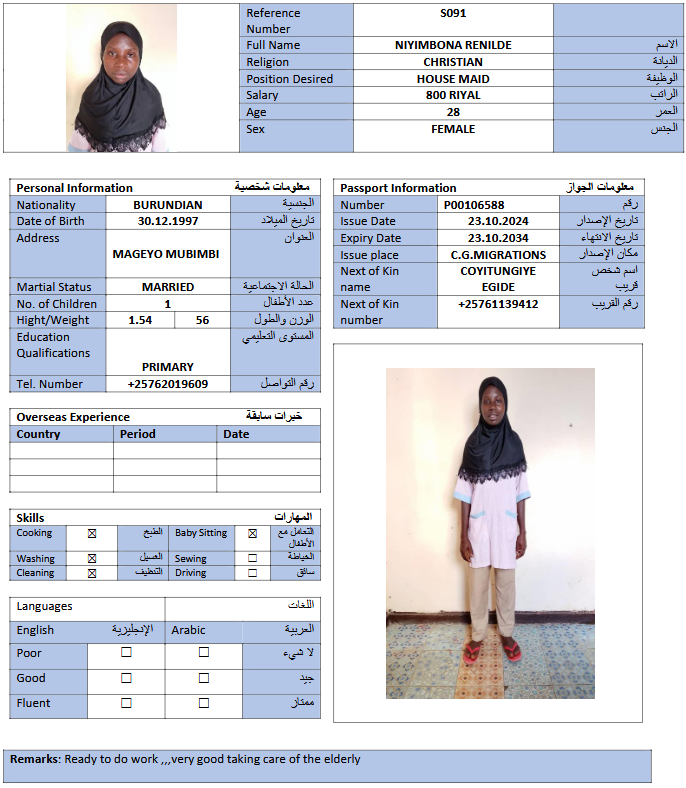 Reference Number S091
Full Name NIYIMBONA RENILDE الاسم
Religion CHRISTIAN الديانة
Position Desired HOUSE MAID الوظيفة
Salary 800 RIYAL الراتب
Age 28 العمر
Sex FEMALE الجنس
Personal Information معلومات شخصية
Nationality BURUNDIAN الجنسية
Date of Birth 30.12.1997 تاريخ الميلاد
Address MAGEYO MUBIMBI العنوان
Martial Status MARRIED الحالة الاجتماعية
No. of Children 1 عدد الأطفال
Hight/Weight 1.54 56 الوزن والطول
Education Qualifications PRIMARY المستوى التعليمي
Tel. Number +25762019609 رقم التواصل
Passport Information معلومات الجواز
Number P00106588 رقم
Issue Date 23.10.2024 تاريخ الإصدار
Expiry Date 23.10.2034 تاريخ الانتهاء
Issue place C.G.MIGRATIONS مكان الإصدار
Next of Kin name COYITUNGIYE EGIDE اسم شخص قريب
Next of Kin number +25761139412 رقم القريب
Overseas Experience خبرات سابقة
Country Period Date
Skills المهارات
Cooking ☒ الطبخ Baby Sitting ☒ التعامل مع الأطفال
Washing ☒ الغسيل Sewing ☐ الخياطة
Cleaning ☒ التنظيف Driving ☐ سائق
Languages اللغات
English الإنجليزية Arabic العربية
Poor ☐ ☐ لا شيء
Good ☐ ☐ جيد
Fluent ☐ ☐ ممتاز
Remarks: Ready to do work ,,,very good taking care of the elderly